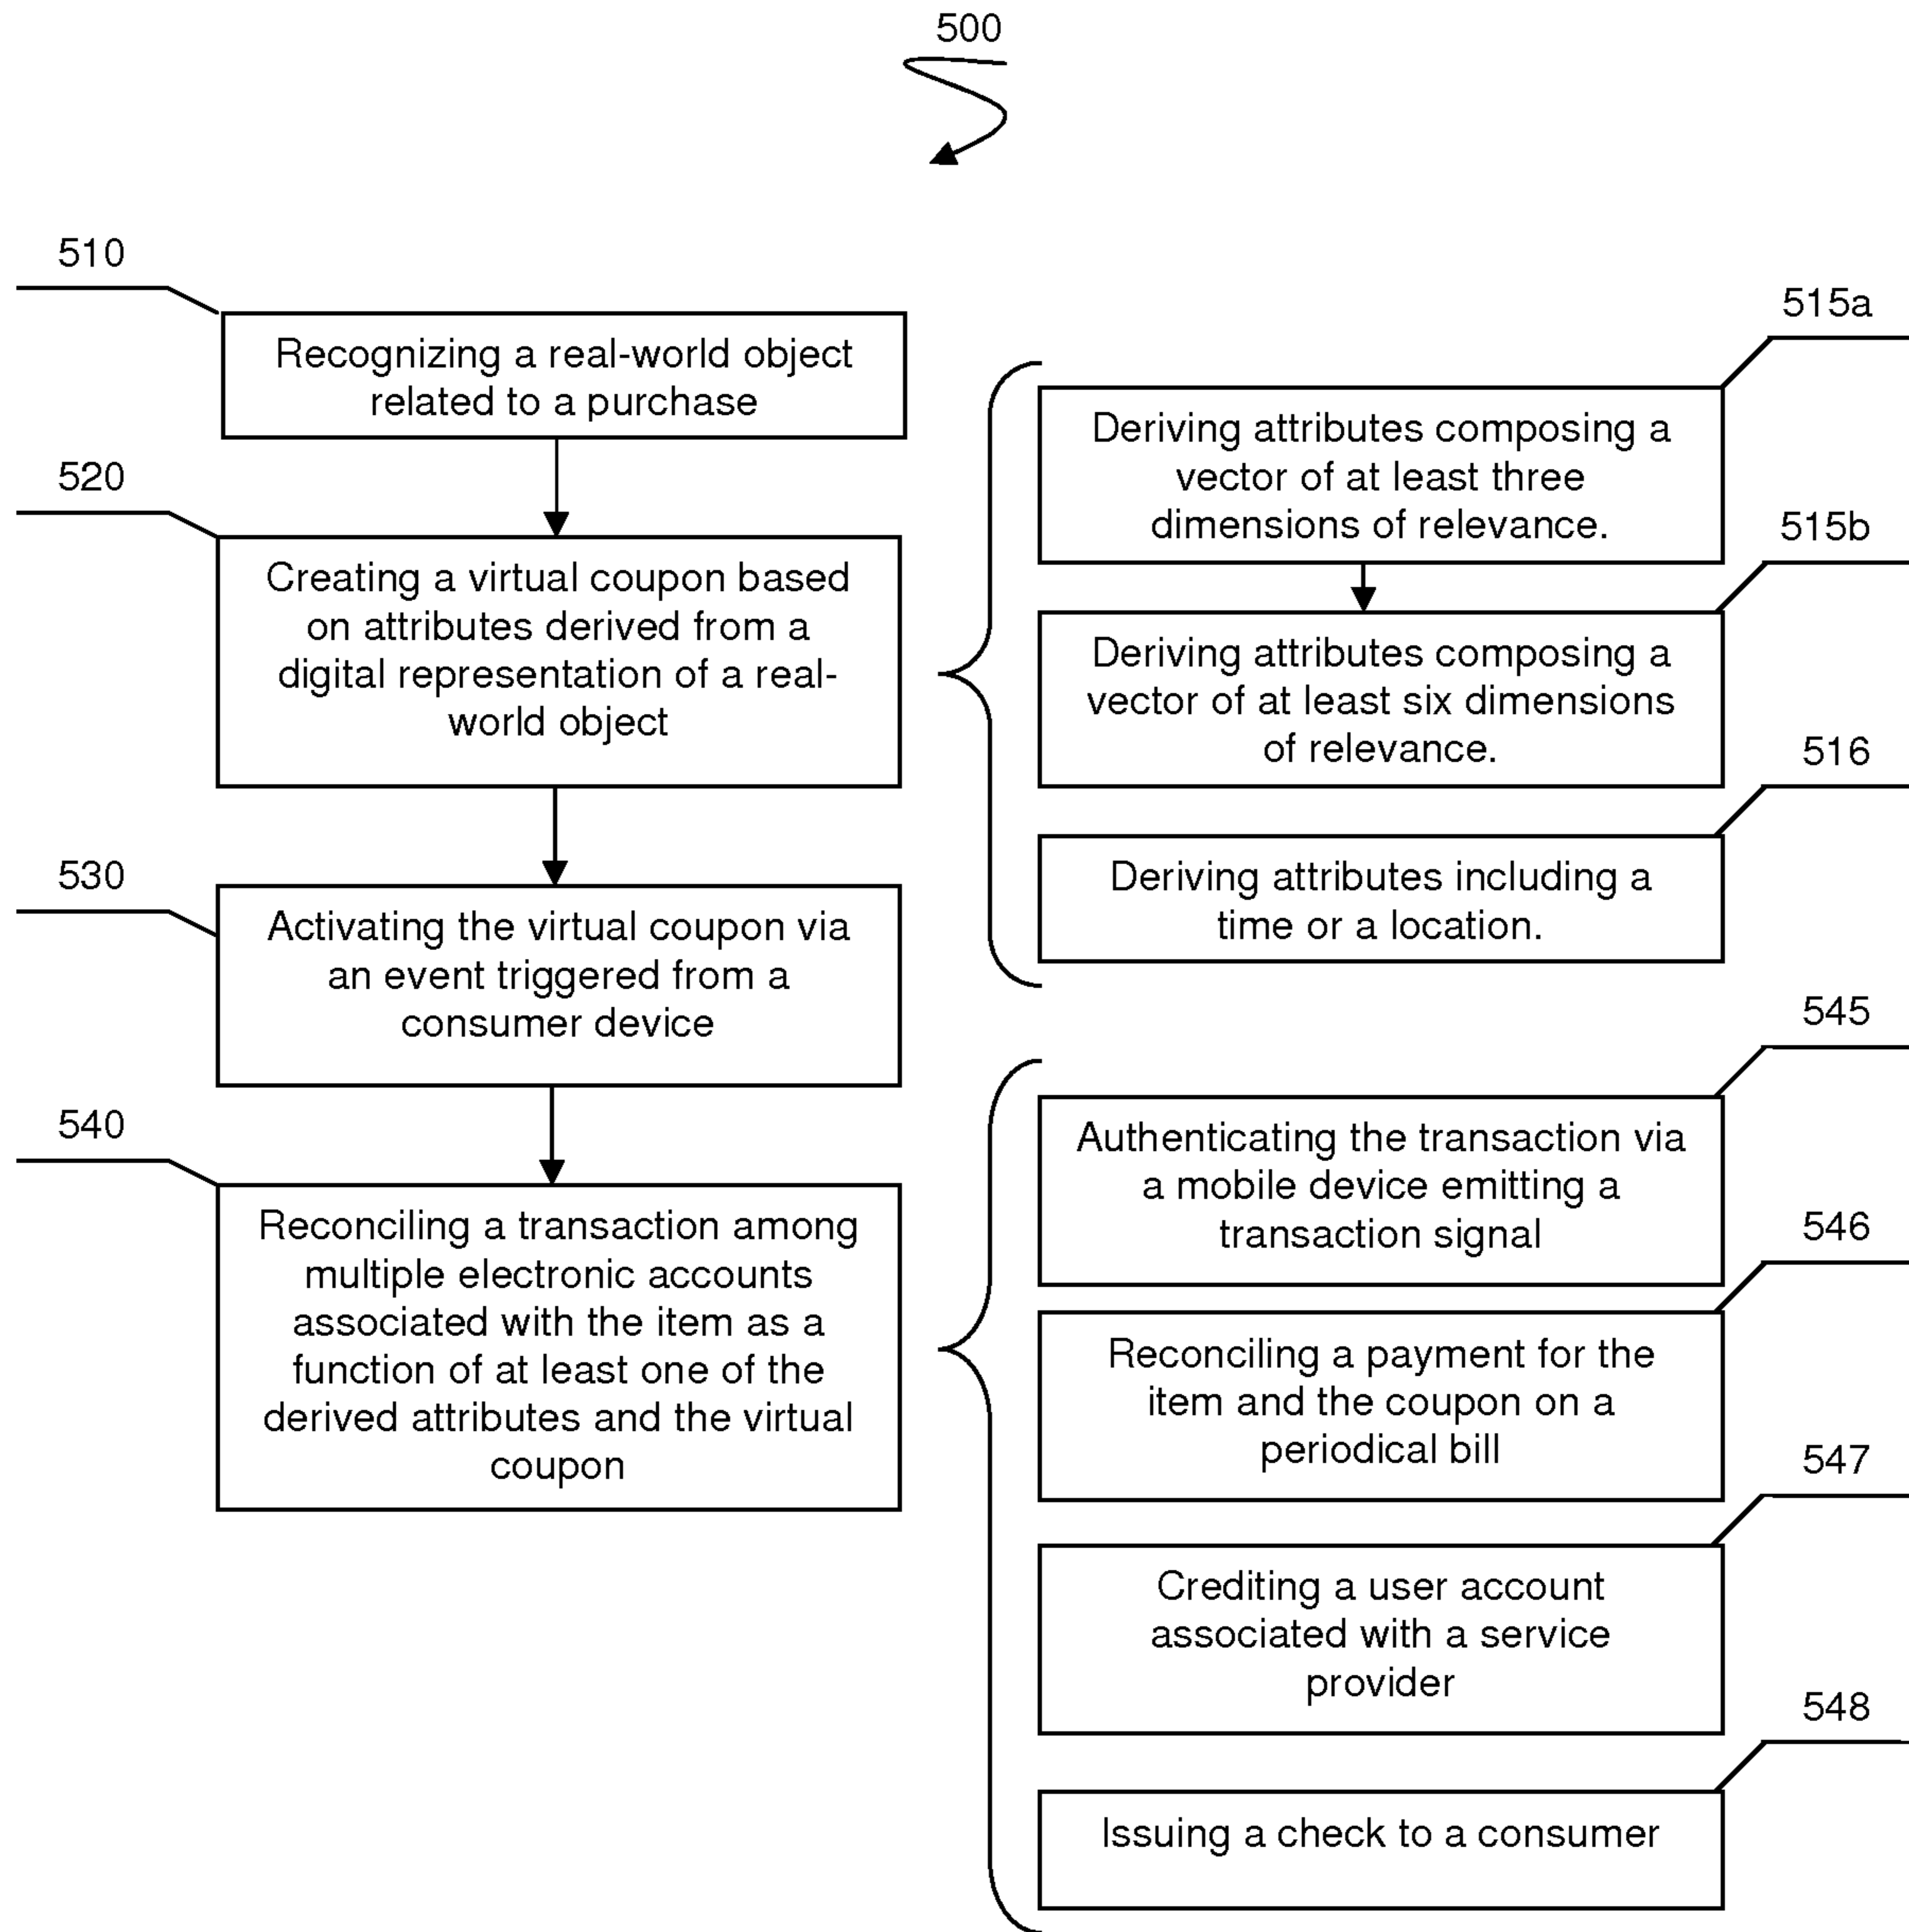 500
510
Recognizing a real-world object
related to a purchase
520
Creating a virtual coupon based
on attributes derived from a
digital representation of a real-
world object
530
Activating the virtual coupon via
an event triggered from a
consumer device
540
Reconciling a transaction among
multiple electronic accounts
associated with the item as a
function of at least one of the
derived attributes and the virtual
coupon
515a
Deriving attributes composing a
vector of at least three
dimensions of relevance.
515b
Deriving attributes composing a
vector of at least six dimensions
of relevance.
516
Deriving attributes including a
time or a location.
545
Authenticating the transaction via
a mobile device emitting a
transaction signal
546
Reconciling a payment for the
item and the coupon on a
periodical bill
547
Crediting a user account
associated with a service
provider
548
Issuing a check to a consumer